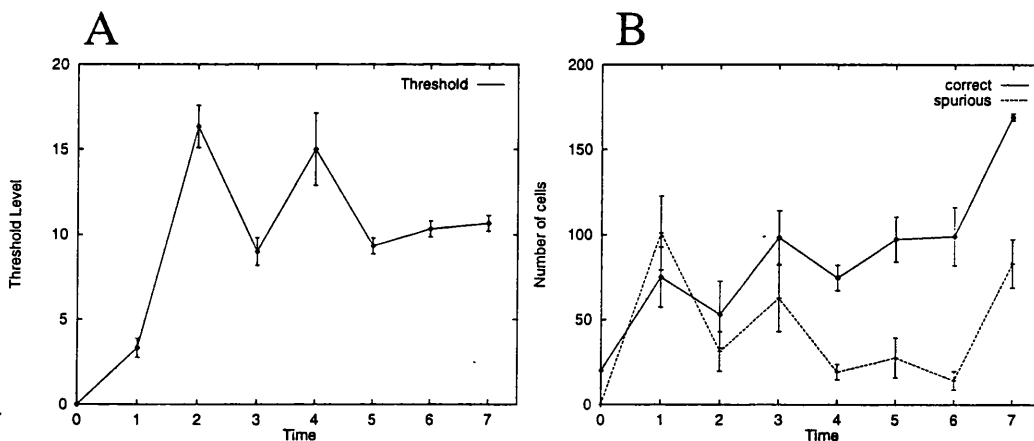 A
20
15
10
5
0
Threshold Level
Threshold
0 1 2 3 4 5 6 7
Time
B
200
150
100
50
0
Number of cells
correct
spurious
0 1 2 3 4 5 6 7
Time